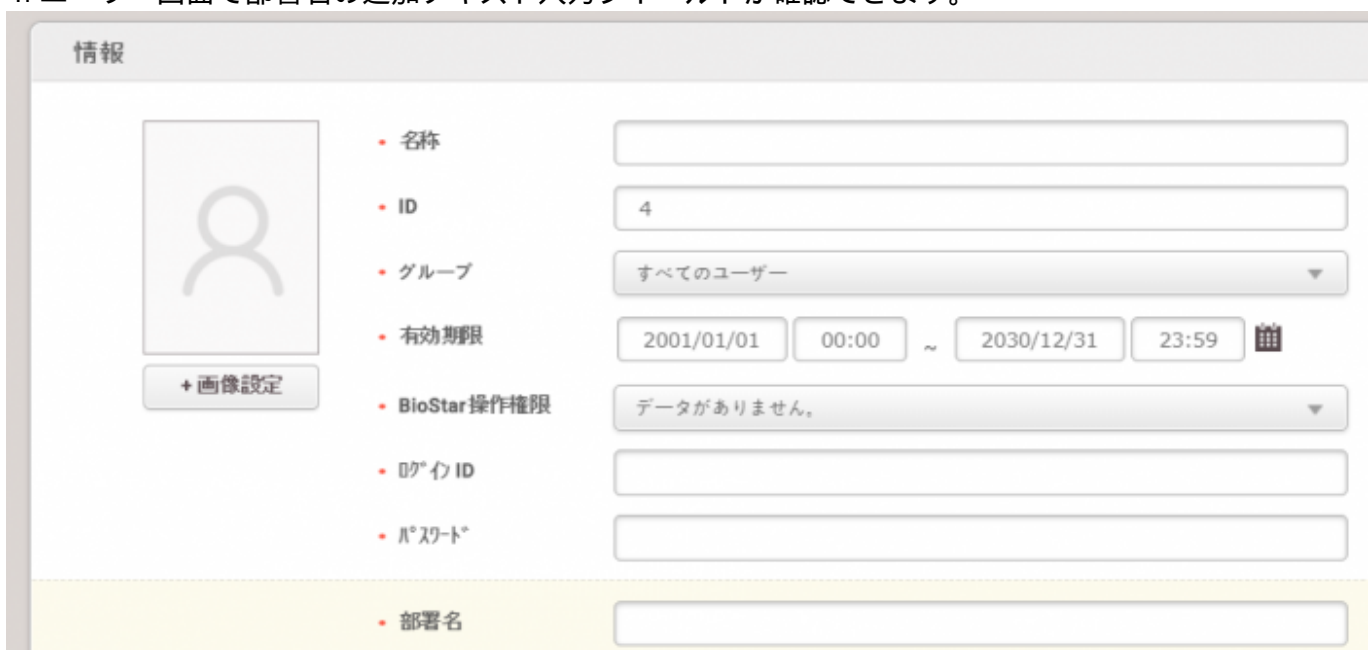 情報
名称
ID
4
グループ
すべてのユーザー
有効期限
2001/01/01 00:00 ~ 2030/12/31 23:59
+画像設定
BioStar操作権限
データがありません。
ﾛｸﾞｲﾝ ID
ﾊﾟｽﾜｰﾄﾞ
部署名